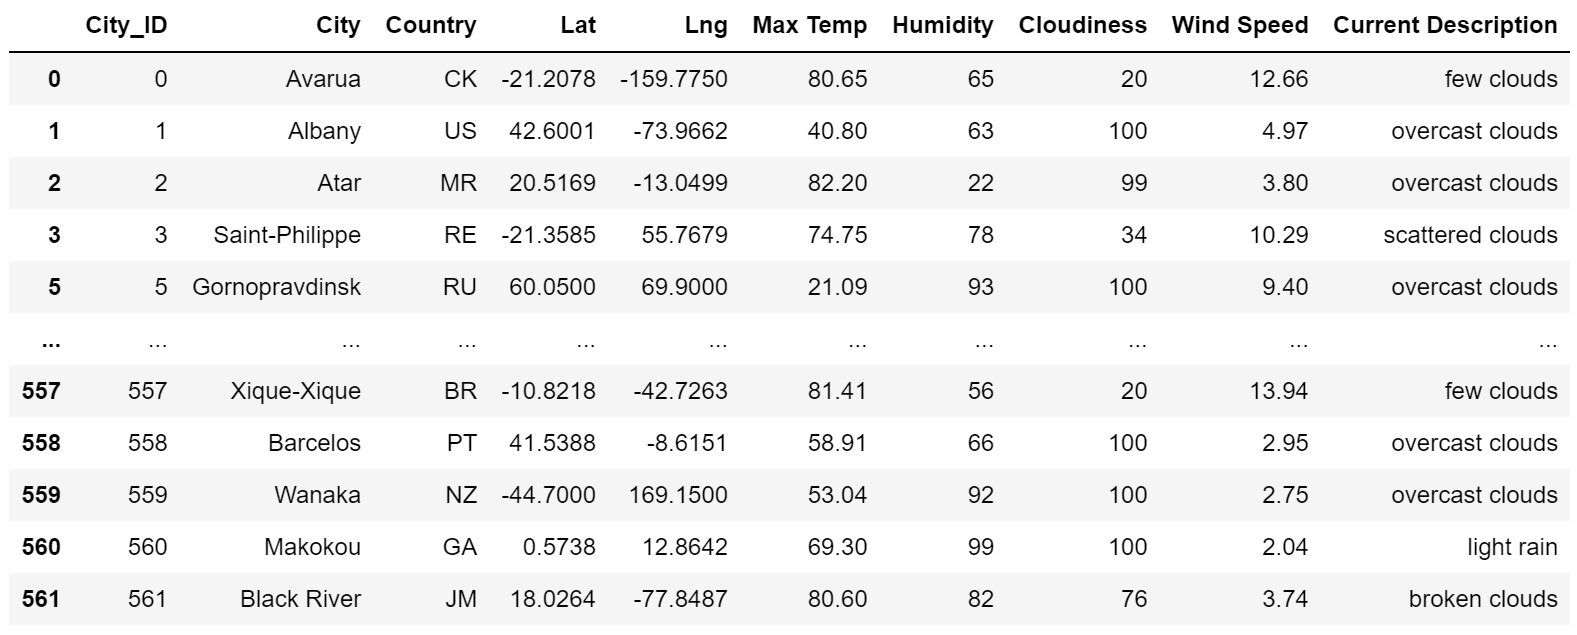 City_ID City Country Lat Lng Max Temp Humidity Cloudiness Wind Speed Current Description
0 0 Avarua CK -21.2078 -159.7750 80.65 65 20 12.66 few clouds
1 1 Albany US 42.6001 -73.9662 40.80 63 100 4.97 overcast clouds
2 2 Atar MR 20.5169 -13.0499 82.20 22 99 3.80 overcast clouds
3 3 Saint-Philippe RE -21.3585 55.7679 74.75 78 34 10.29 scattered clouds
5 5 Gornopravdinsk RU 60.0500 69.9000 21.09 93 100 9.40 overcast clouds
... ... ... ... ... ... ... ... ... ... ...
557 557 Xique-Xique BR -10.8218 -42.7263 81.41 56 20 13.94 few clouds
558 558 Barcelos PT 41.5388 -8.6151 58.91 66 100 2.95 overcast clouds
559 559 Wanaka NZ -44.7000 169.1500 53.04 92 100 2.75 overcast clouds
560 560 Makokou GA 0.5738 12.8642 69.30 99 100 2.04 light rain
561 561 Black River JM 18.0264 -77.8487 80.60 82 76 3.74 broken clouds